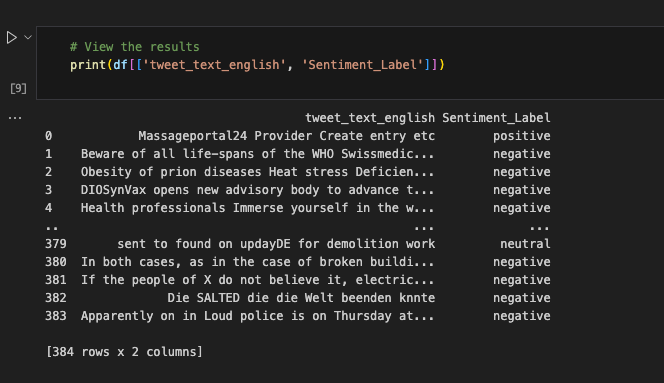 # View the results
print(df[['tweet_text_english', 'Sentiment_Label']])
[9]
...
tweet_text_english Sentiment_Label
0 Massageportal24 Provider Create entry etc positive
1 Beware of all life-spans of the WHO Swissmedic... negative
2 Obesity of prion diseases Heat stress Deficien... negative
3 DIOSynVax opens new advisory body to advance t... negative
4 Health professionals Immerse yourself in the w... negative
.. ... ...
379 sent to found on updayDE for demolition work neutral
380 In both cases, as in the case of broken buildi... negative
381 If the people of X do not believe it, electric... negative
382 Die SALTED die die Welt beenden knnte negative
383 Apparently on in Loud police is on Thursday at... negative
[384 rows x 2 columns]